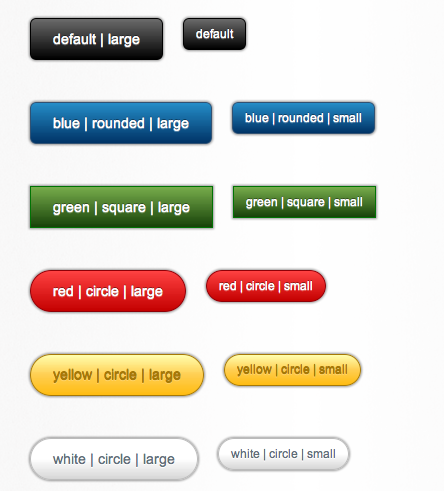 default | large default
blue | rounded | large blue | rounded | small
green | square | large green | square | small
red | circle | large red | circle | small
yellow | circle | large yellow | circle | small
white | circle | large white | circle | small